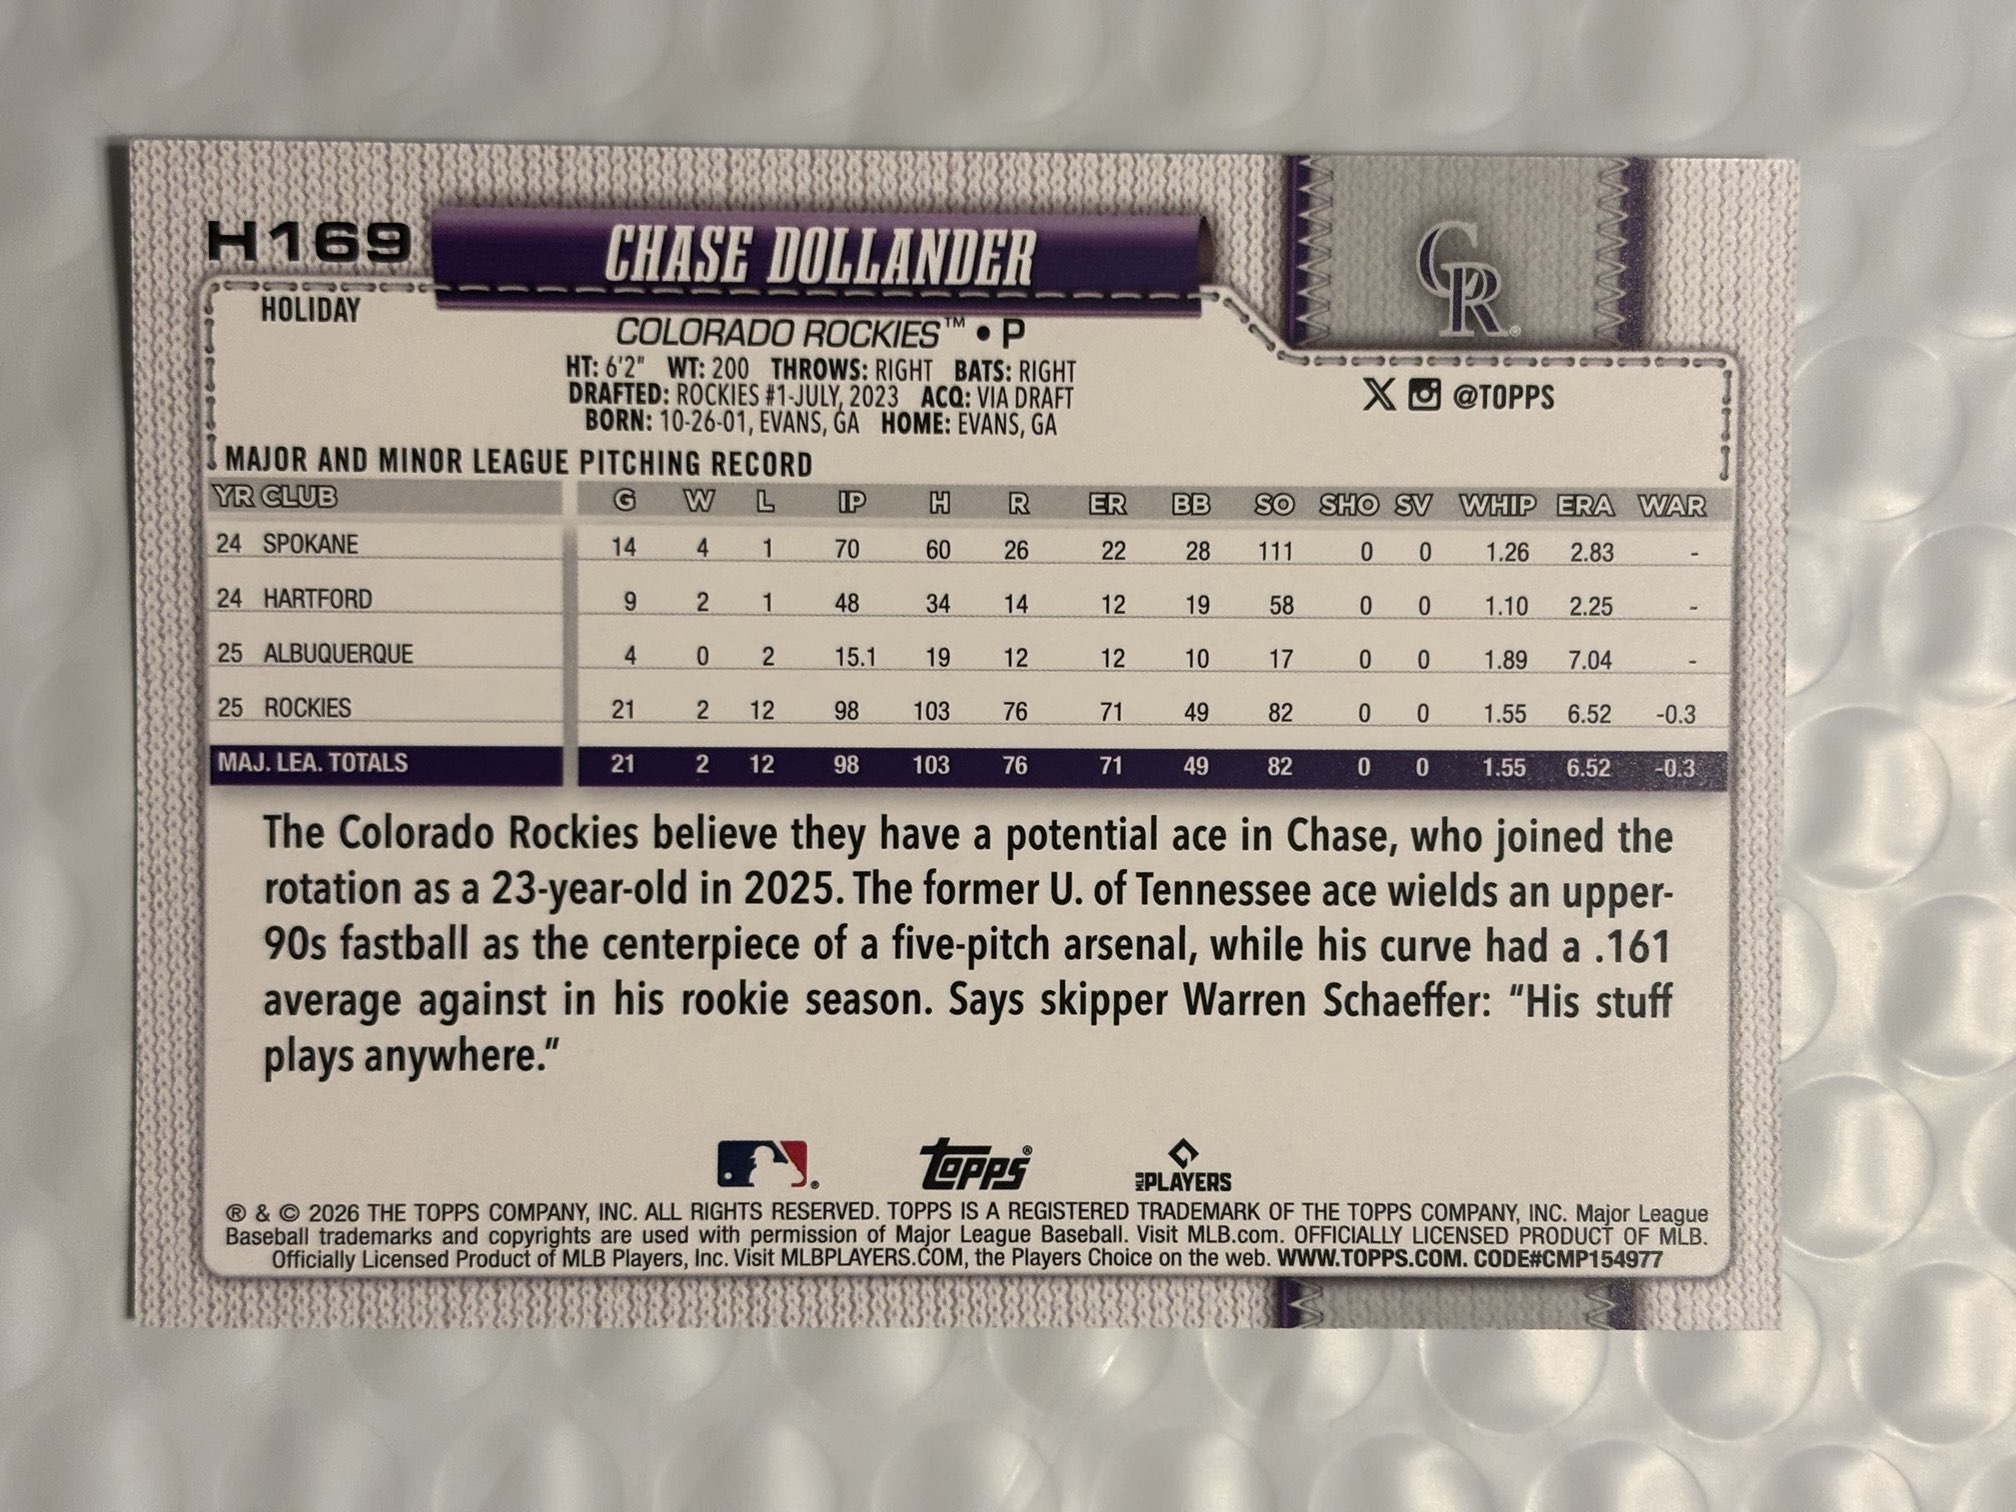 H169 CHASE DOLLANDER
CR®
HOLIDAY
COLORADO ROCKIES™ • P
HT: 6'2" WT: 200 THROWS: RIGHT BATS: RIGHT
DRAFTED: ROCKIES #1-JULY, 2023 ACQ: VIA DRAFT
BORN: 10-26-01, EVANS, GA HOME: EVANS, GA
X @TOPPS
MAJOR AND MINOR LEAGUE PITCHING RECORD
YR CLUB G W L IP H R ER BB SO SHO SV WHIP ERA WAR
24 SPOKANE 14 4 1 70 60 26 22 28 111 0 0 1.26 2.83 -
24 HARTFORD 9 2 1 48 34 14 12 19 58 0 0 1.10 2.25 -
25 ALBUQUERQUE 4 0 2 15.1 19 12 12 10 17 0 0 1.89 7.04 -
25 ROCKIES 21 2 12 98 103 76 71 49 82 0 0 1.55 6.52 -0.3
MAJ. LEA. TOTALS 21 2 12 98 103 76 71 49 82 0 0 1.55 6.52 -0.3
The Colorado Rockies believe they have a potential ace in Chase, who joined the
rotation as a 23-year-old in 2025. The former U. of Tennessee ace wields an upper-
90s fastball as the centerpiece of a five-pitch arsenal, while his curve had a .161
average against in his rookie season. Says skipper Warren Schaeffer: “His stuff
plays anywhere.”
topps® MLB PLAYERS
® & © 2026 THE TOPPS COMPANY, INC. ALL RIGHTS RESERVED. TOPPS IS A REGISTERED TRADEMARK OF THE TOPPS COMPANY, INC. Major League
Baseball trademarks and copyrights are used with permission of Major League Baseball. Visit MLB.com. OFFICIALLY LICENSED PRODUCT OF MLB.
Officially Licensed Product of MLB Players, Inc. Visit MLBPLAYERS.COM, the Players Choice on the web. WWW.TOPPS.COM. CODE#CMP154977